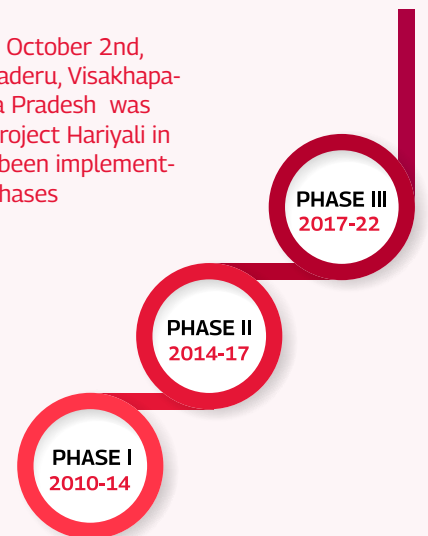 October 2nd,
aderu, Visakhapa-
a Pradesh was
roject Hariyali in
been implement-
hases
PHASE III
2017-22
PHASE II
2014-17
PHASE I
2010-14